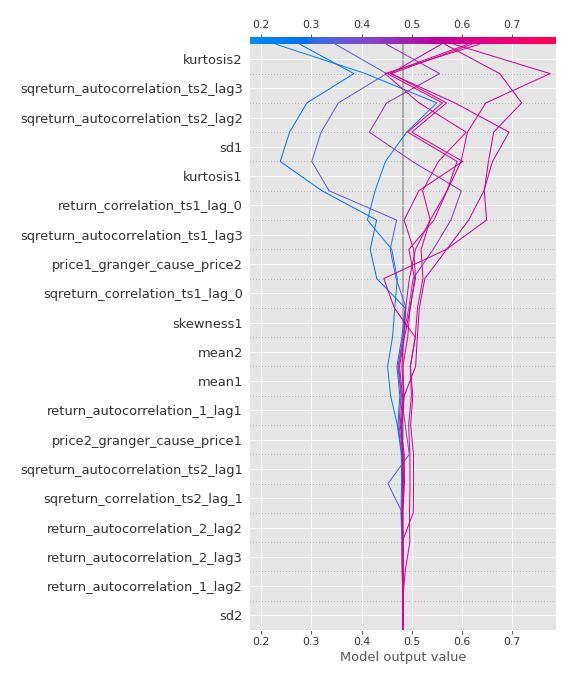 0.2 0.3 0.4 0.5 0.6 0.7
kurtosis2
sqreturn_autocorrelation_ts2_lag3
sqreturn_autocorrelation_ts2_lag2
sd1
kurtosis1
return_correlation_ts1_lag_0
sqreturn_autocorrelation_ts1_lag3
price1_granger_cause_price2
sqreturn_correlation_ts1_lag_0
skewness1
mean2
mean1
return_autocorrelation_1_lag1
price2_granger_cause_price1
sqreturn_autocorrelation_ts2_lag1
sqreturn_correlation_ts2_lag_1
return_autocorrelation_2_lag2
return_autocorrelation_2_lag3
return_autocorrelation_1_lag2
sd2
0.2 0.3 0.4 0.5 0.6 0.7
Model output value